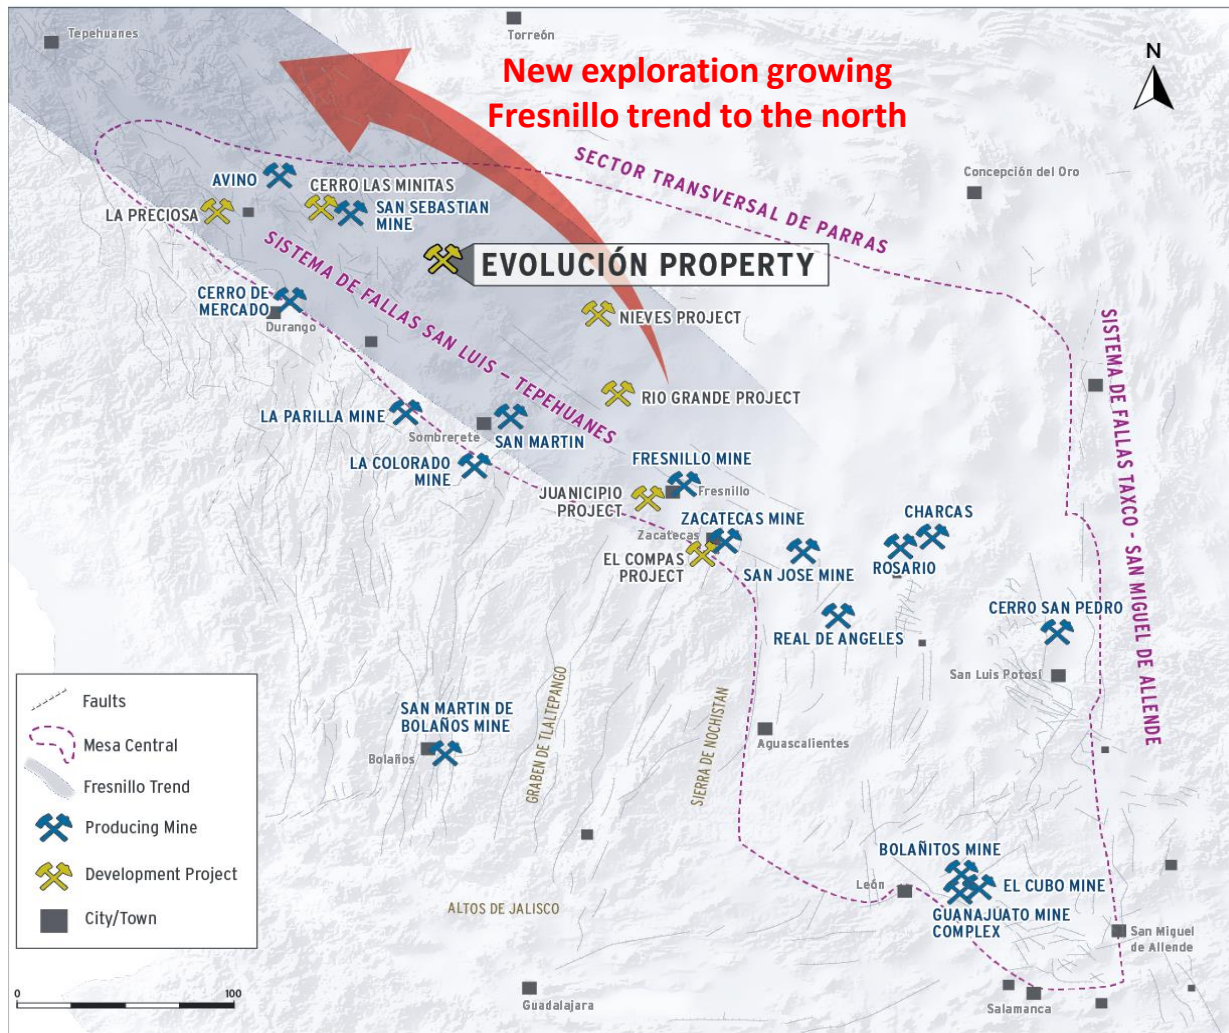 Tepehuanes
Torreón
N
New exploration growing
Fresnillo trend to the north
SECTOR TRANSVERSAL DE PARRAS
Concepción del Oro
AVINO
CERRO LAS MINITAS
LA PRECIOSA
SAN SEBASTIAN
MINE
SISTEMA DE FALLAS SAN LUIS – TEPEHUANES
EVOLUCIÓN PROPERTY
CERRO DE
MERCADO
Durango
NIEVES PROJECT
SISTEMA DE FALLAS TAXCO - SAN MIGUEL DE ALLENDE
RIO GRANDE PROJECT
LA PARILLA MINE
Sombrerete
SAN MARTIN
LA COLORADO
MINE
FRESNILLO MINE
Fresnillo
JUANICIPIO
PROJECT
ZACATECAS MINE
Zacatecas
CHARCAS
EL COMPAS
PROJECT
SAN JOSE MINE
ROSARIO
REAL DE ANGELES
CERRO SAN PEDRO
San Luis Potosí
Faults
Mesa Central
Fresnillo Trend
Producing Mine
Development Project
City/Town
SAN MARTIN DE
BOLAÑOS MINE
Bolaños
GRABEN DE TLALTEPANGO
SIERRA DE NOCHISTAN
Aguascalientes
BOLAÑITOS MINE
León
EL CUBO MINE
GUANAJUATO MINE
COMPLEX
ALTOS DE JALISCO
San Miguel
de Allende
0
100
Guadalajara
Salamanca